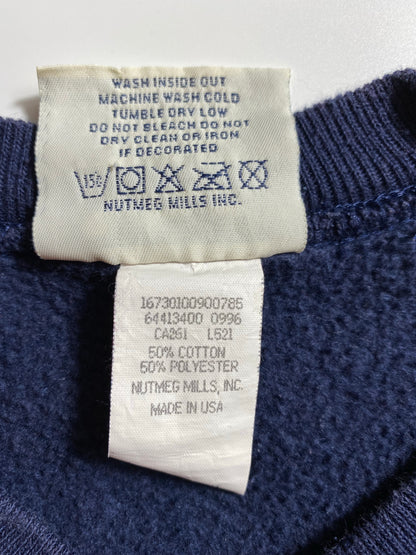 WASH INSIDE OUT
MACHINE WASH COLD
TUMBLE DRY LOW
DO NOT BLEACH DO NOT
DRY CLEAN OR IRON
IF DECORATED
NUTMEG MILLS INC.
16730100900785
64413400 0996
CA261 L521
50% COTTON
50% POLYESTER
NUTMEG MILLS, INC.
MADE IN USA